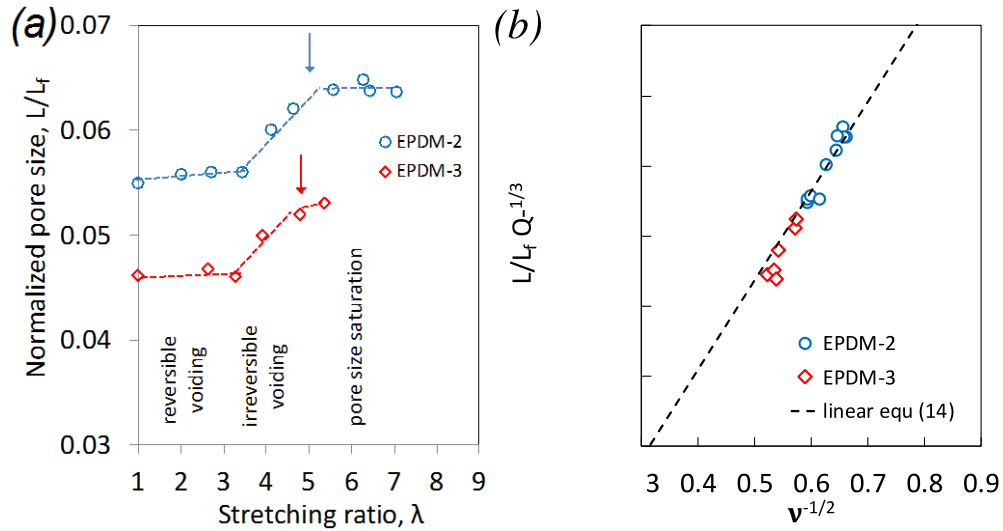 (a)
0.07
0.06
0.05
0.04
0.03
Normalized pore size, L/Lf
EPDM-2
EPDM-3
reversible
voiding
irreversible
voiding
pore size saturation
1 2 3 4 5 6 7 8 9
Stretching ratio, λ
(b)
L/Lf Q-1/3
EPDM-2
EPDM-3
linear equ (14)
3 0.4 0.5 0.6 0.7 0.8 0.9
ν-1/2